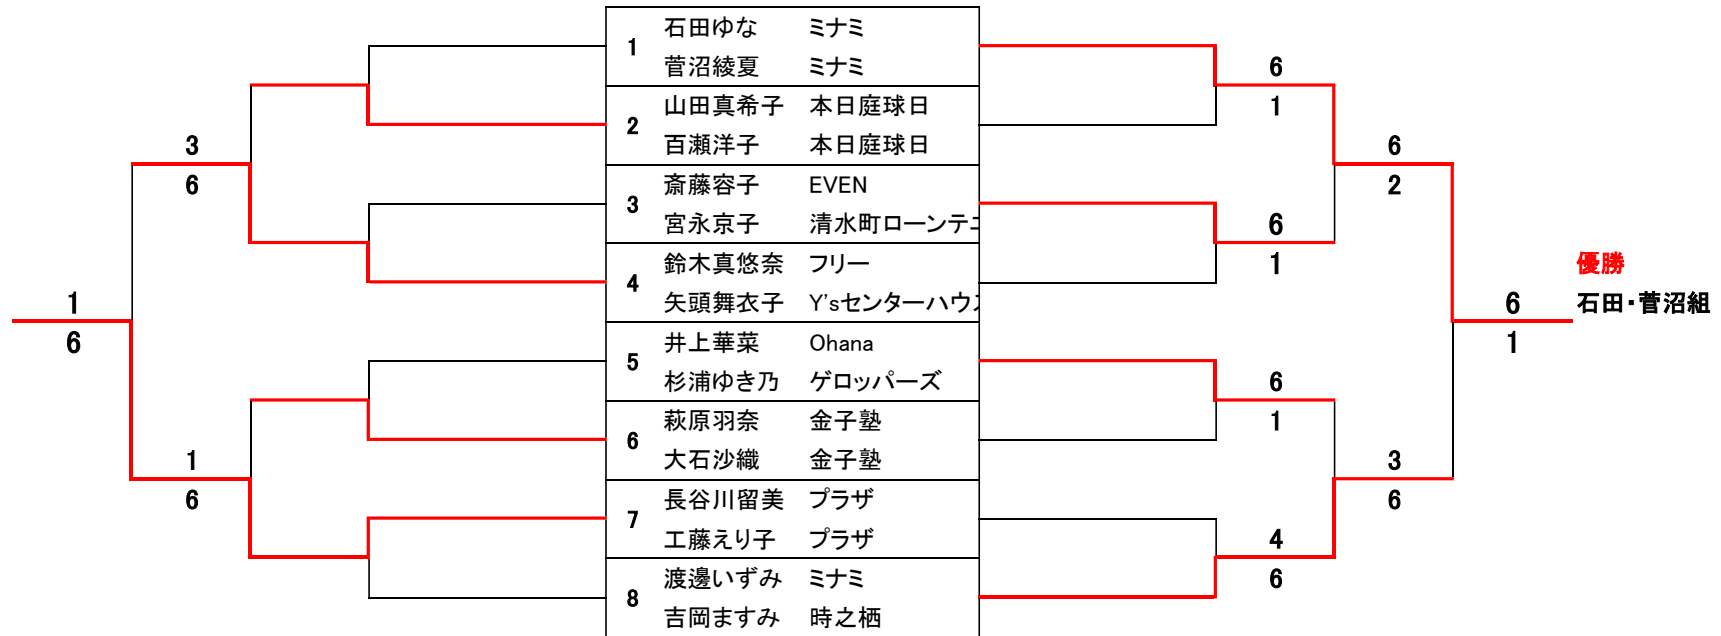 1 石田ゆな ミナミ
菅沼綾夏 ミナミ
2 山田真希子 本日庭球日
百瀬洋子 本日庭球日
3 斎藤容子 EVEN
宮永京子 清水町ローンテニ
4 鈴木真悠奈 フリー
矢頭舞衣子 Y'sセンターハウス
5 井上華菜 Ohana
杉浦ゆき乃 ゲロッパーズ
6 萩原羽奈 金子塾
大石沙織 金子塾
7 長谷川留美 プラザ
工藤えり子 プラザ
8 渡邊いずみ ミナミ
吉岡ますみ 時之栖
3
6
1
6
1
6
6
1
6
1
6
1
4
6
6
2
3
6
6
1
優勝
石田・菅沼組